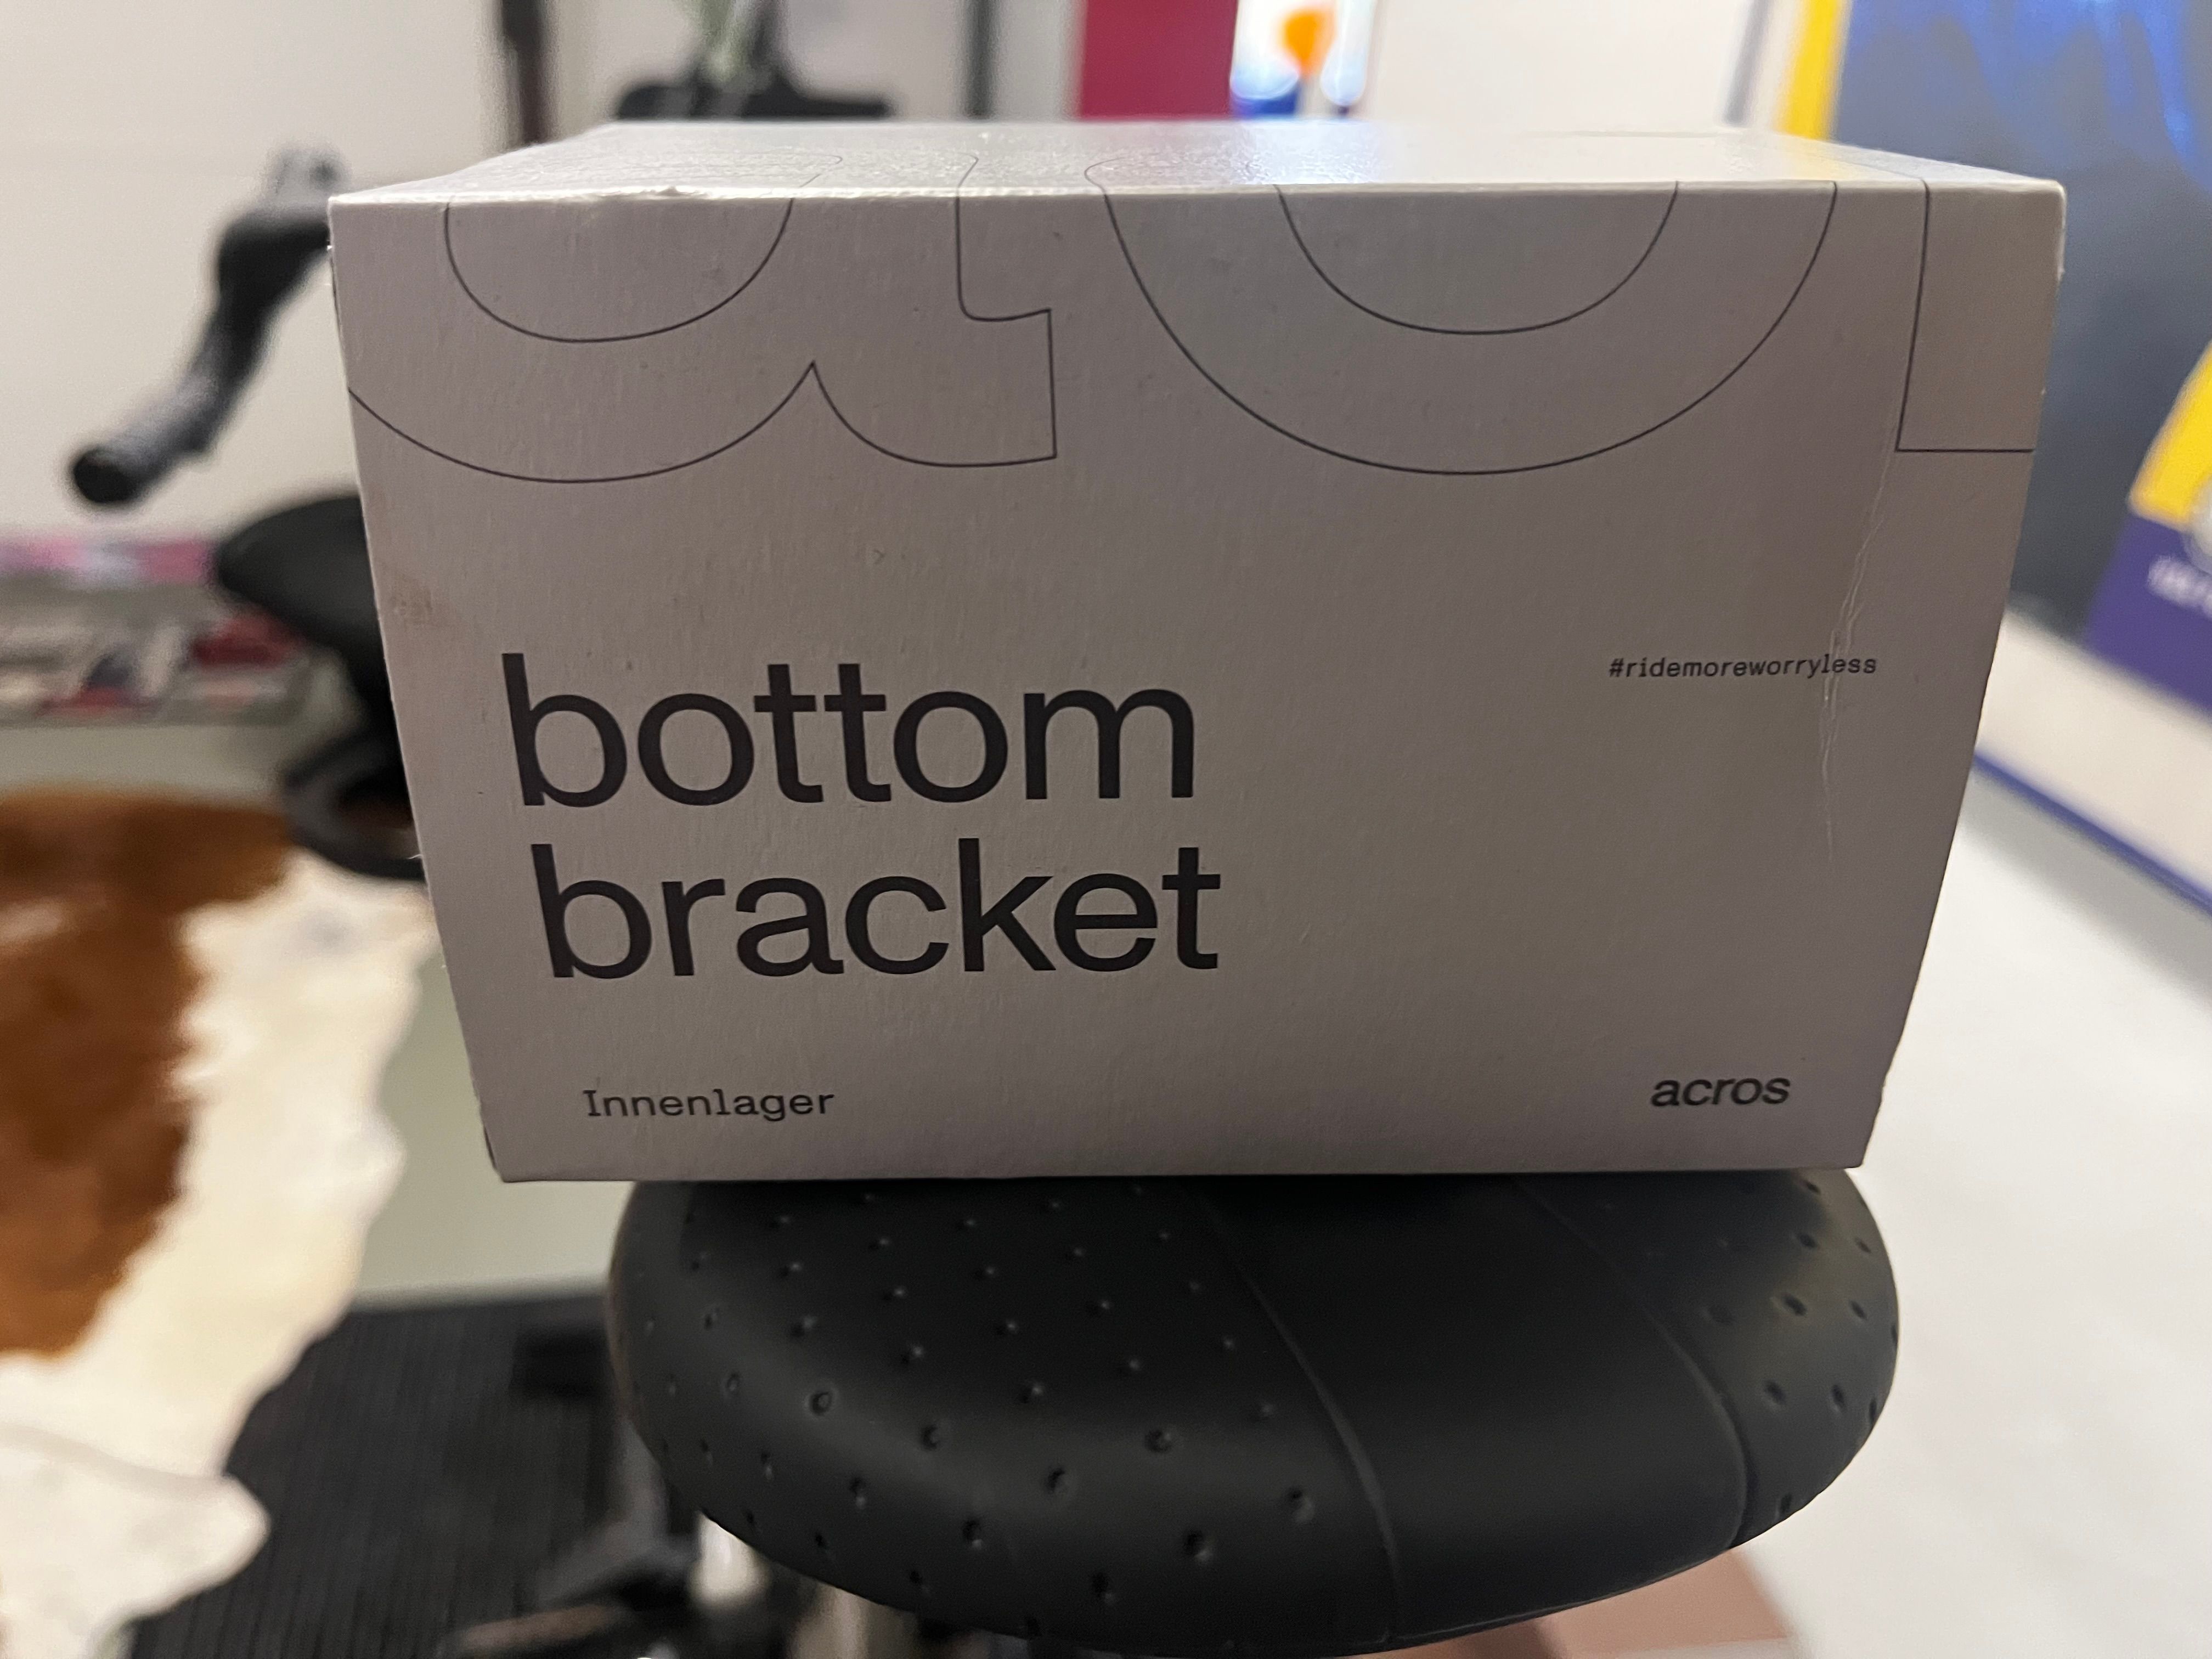 bottom
bracket
#ridemoreworryless
Innenlager
acros